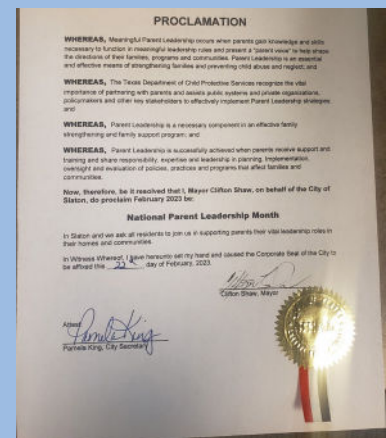 PROCLAMATION
WHEREAS, Meaningful Parent Leadership occurs when parents gain knowledge and skills
necessary to function in meaningful leadership roles and present a "parent voice" to help shape
the directions of their families, programs and communities. Parent Leadership is an essential
and effective means of strengthening families and preventing child abuse and neglect; and
WHEREAS, The Texas Department of Child Protective Services recognize the vital
importance of partnering with parents and assists public systems and private organizations,
policymakers and other key stakeholders to effectively implement Parent Leadership strategies;
and
WHEREAS, Parent Leadership is a necessary component in an effective family
strengthening and family support program; and
WHEREAS, Parent Leadership is successfully achieved when parents receive support and
training and share responsibility, expertise and leadership in planning, implementation,
oversight and evaluation of policies, practices and programs that affect families and
communities.
Now, therefore, be it resolved that I, Mayor Clifton Shaw, on behalf of the City of
Slaton, do proclaim February 2023 be:
National Parent Leadership Month
In Slaton and we ask all residents to join us in supporting parents their vital leadership roles in
their homes and communities.
In Witness Whereof, I have hereunto set my hand and caused the Corporate Seal of the City to
be affixed this 22 day of February, 2023.
Clifton Shaw, Mayor
Attest:
Pamela King
Pamela King, City Secretary